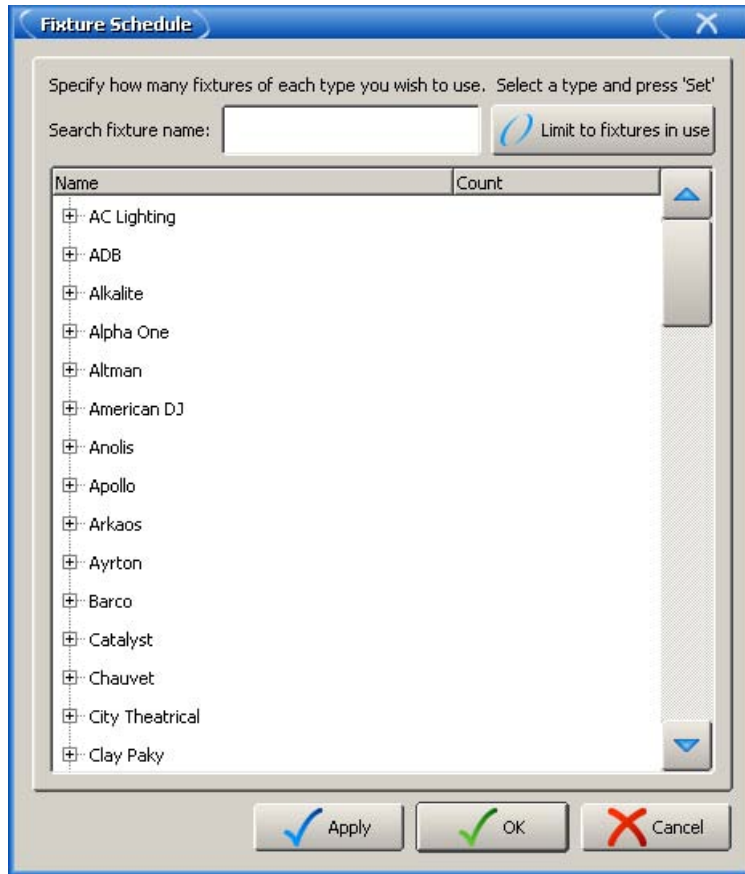 Fixture Schedule
Specify how many fixtures of each type you wish to use. Select a type and press 'Set'
Search fixture name: Limit to fixtures in use
Name Count
AC Lighting
ADB
Alkalite
Alpha One
Altman
American DJ
Anolis
Apollo
Arkaos
Ayrton
Barco
Catalyst
Chauvet
City Theatrical
Clay Paky
Apply OK Cancel